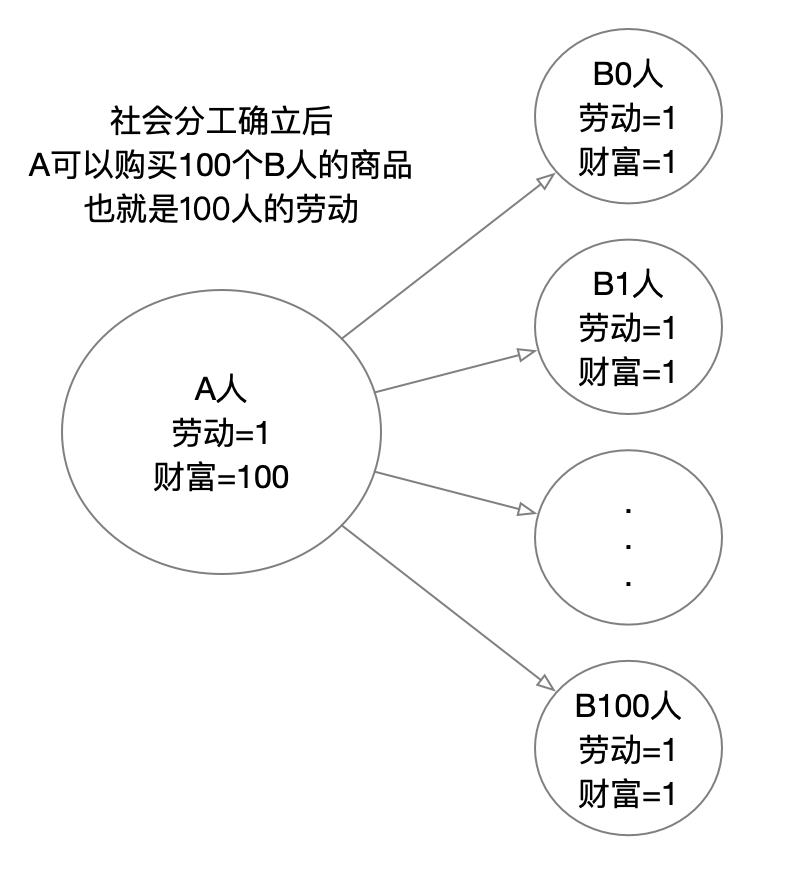 社会分工确立后
A可以购买100个B人的商品
也就是100人的劳动
A人
劳动=1
财富=100
B0人
劳动=1
财富=1
B1人
劳动=1
财富=1
.
.
.
B100人
劳动=1
财富=1